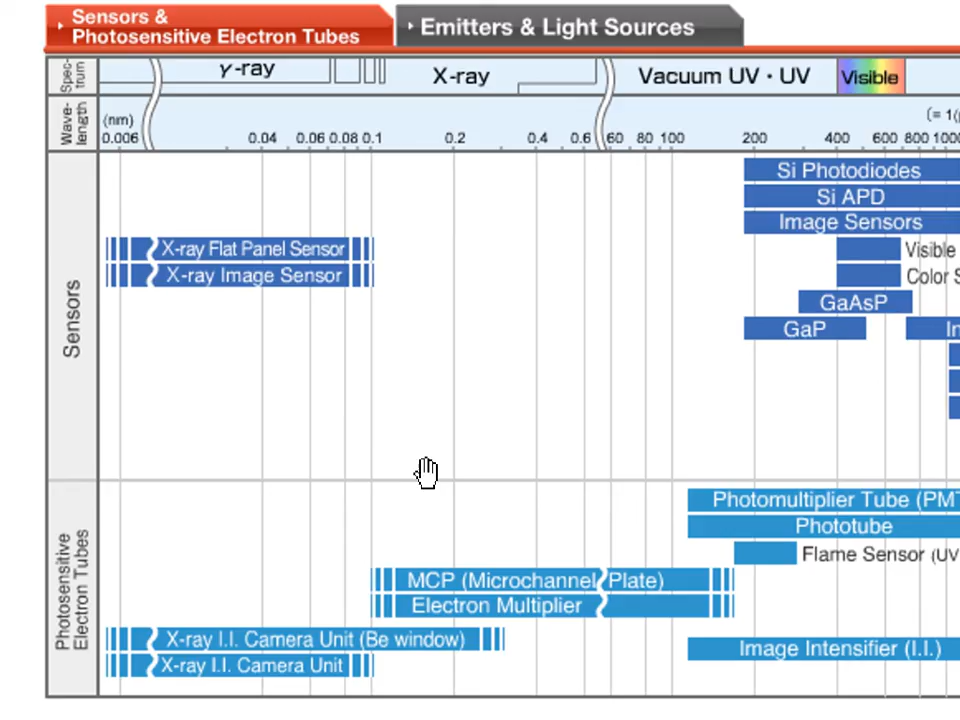 Sensors &
Photosensitive Electron Tubes
Emitters & Light Sources
Spec-
trum
γ-ray
X-ray
Vacuum UV・UV
Visible
Wave-
length
(nm)
0.006 0.04 0.06 0.08 0.1 0.2 0.4 0.6 60 80 100 200 400 600 800
Sensors
Si Photodiodes
Si APD
Image Sensors
X-ray Flat Panel Sensor
Visible
X-ray Image Sensor
Color
GaAsP
GaP
Photosensitive
Electron Tubes
Photomultiplier Tube (PMT
Phototube
Flame Sensor (UV
MCP (Microchannel Plate)
Electron Multiplier
X-ray I.I. Camera Unit (Be window)
Image Intensifier (I.I.)
X-ray I.I. Camera Unit